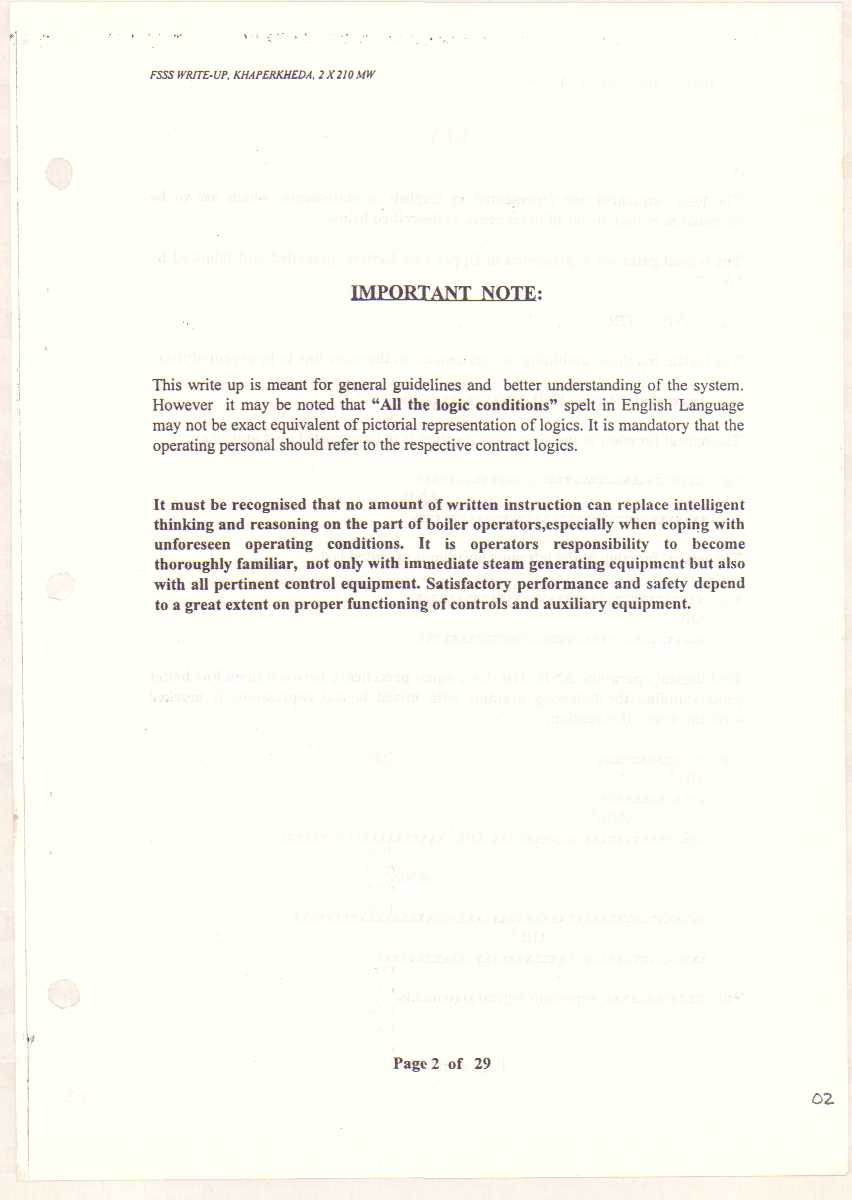 FSSS WRITE-UP, KHAPERKHEDA, 2 X 210 MW
IMPORTANT NOTE:
This write up is meant for general guidelines and better understanding of the system.
However it may be noted that “All the logic conditions” spelt in English Language
may not be exact equivalent of pictorial representation of logics. It is mandatory that the
operating personal should refer to the respective contract logics.
It must be recognised that no amount of written instruction can replace intelligent
thinking and reasoning on the part of boiler operators,especially when coping with
unforeseen operating conditions. It is operators responsibility to become
thoroughly familiar, not only with immediate steam generating equipment but also
with all pertinent control equipment. Satisfactory performance and safety depend
to a great extent on proper functioning of controls and auxiliary equipment.
Page 2 of 29
02